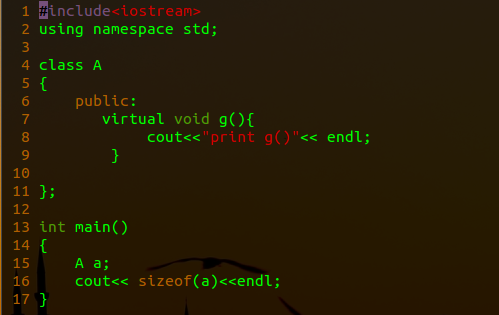 1 #include<iostream>
2 using namespace std;
3
4 class A
5 {
6     public:
7        virtual void g(){
8             cout<<"print g()"<< endl;
9         }
10
11 };
12
13 int main()
14 {
15     A a;
16     cout<< sizeof(a)<<endl;
17 }